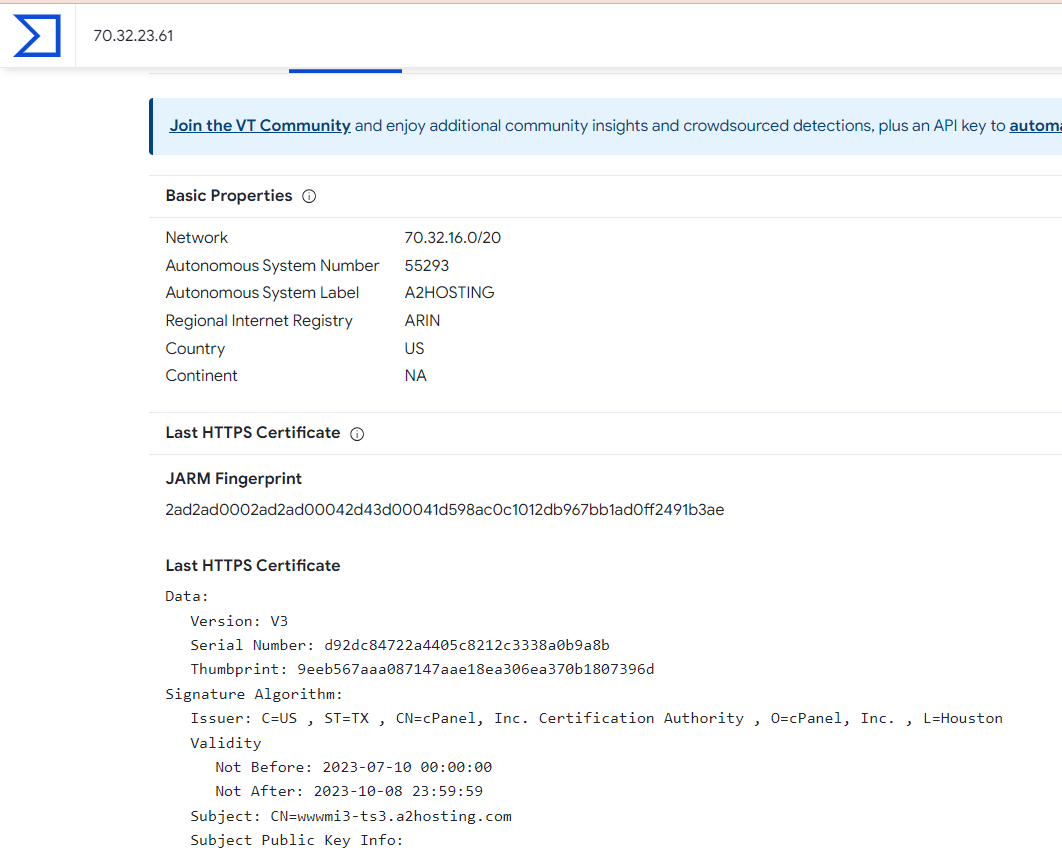 70.32.23.61
Join the VT Community and enjoy additional community insights and crowdsourced detections, plus an API key to automa
Basic Properties
Network 70.32.16.0/20
Autonomous System Number 55293
Autonomous System Label A2HOSTING
Regional Internet Registry ARIN
Country US
Continent NA
Last HTTPS Certificate
JARM Fingerprint
2ad2ad0002ad2ad00042d43d00041d598ac0c1012db967bb1ad0ff2491b3ae
Last HTTPS Certificate
Data:
Version: V3
Serial Number: d92dc84722a4405c8212c3338a0b9a8b
Thumbprint: 9eeb567aaa087147aae18ea306ea370b1807396d
Signature Algorithm:
Issuer: C=US , ST=TX , CN=cPanel, Inc. Certification Authority , O=cPanel, Inc. , L=Houston
Validity
Not Before: 2023-07-10 00:00:00
Not After: 2023-10-08 23:59:59
Subject: CN=wwwmi3-ts3.a2hosting.com
Subject Public Key Info: